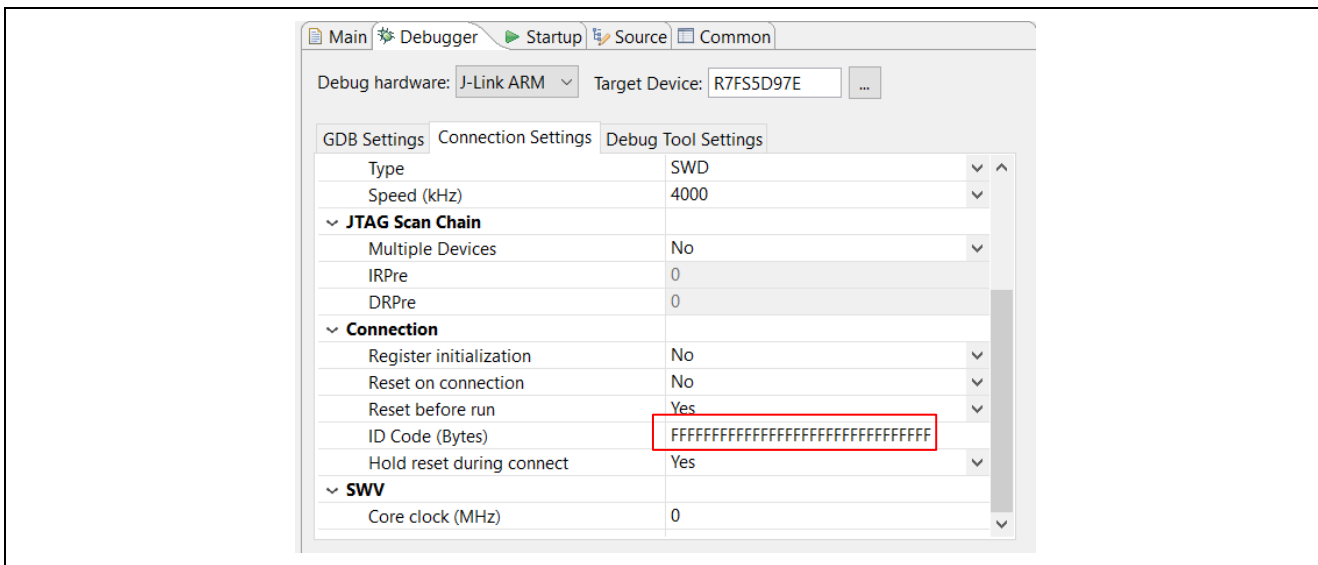 Main Debugger Startup Source Common
Debug hardware: J-Link ARM Target Device: R7FS5D97E ...
GDB Settings Connection Settings Debug Tool Settings
Type SWD
Speed (kHz) 4000
JTAG Scan Chain
Multiple Devices No
IRPre 0
DRPre 0
Connection
Register initialization No
Reset on connection No
Reset before run Yes
ID Code (Bytes) FFFFFFFFFFFFFFFFFFFFFFFFFFFFFFFF
Hold reset during connect Yes
SWV
Core clock (MHz) 0